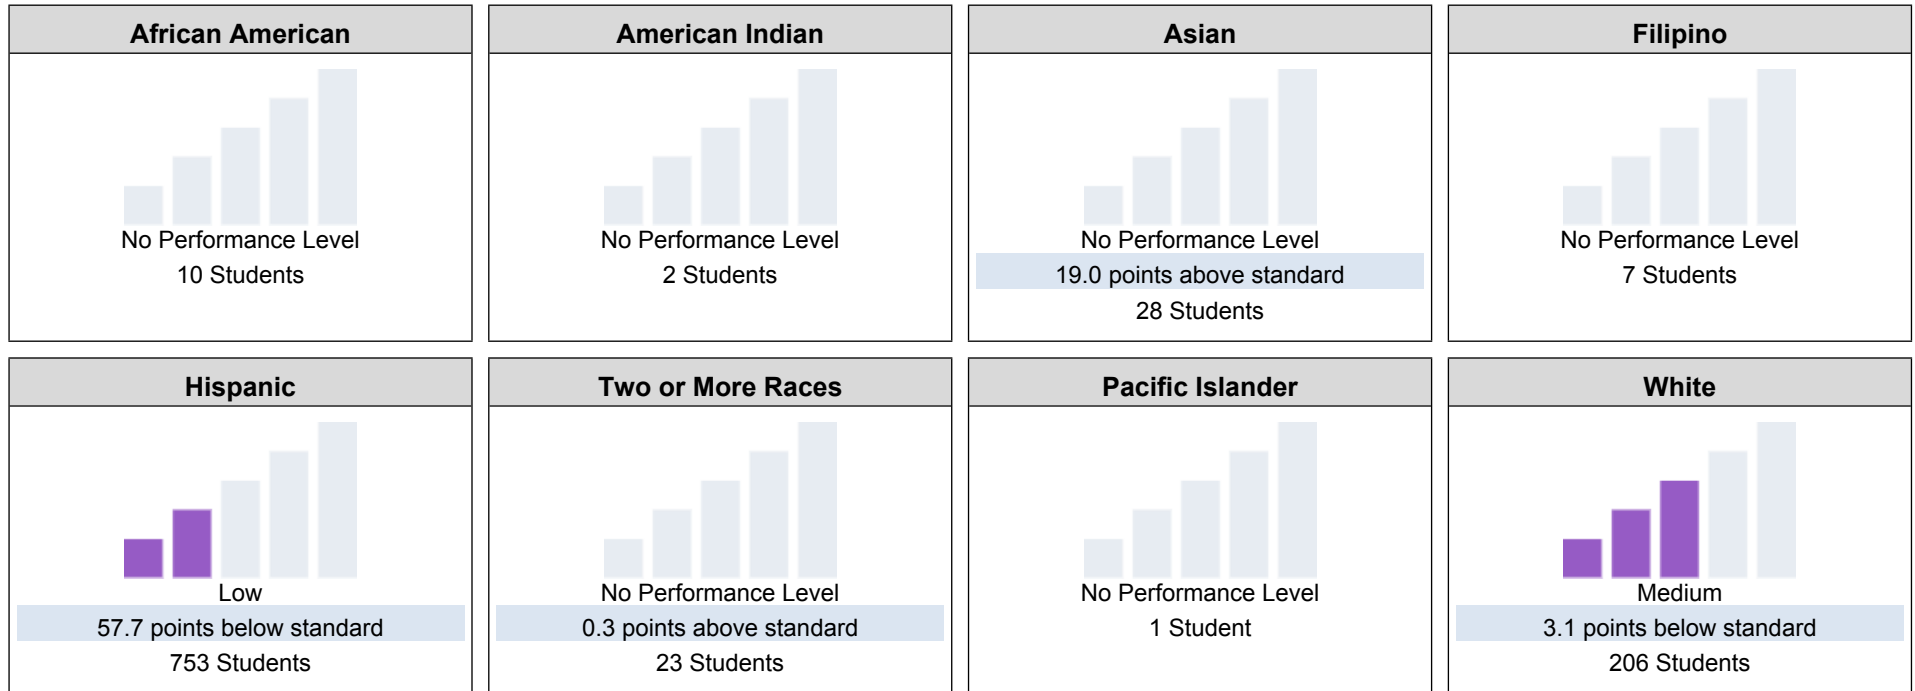 African American
No Performance Level
10 Students
American Indian
No Performance Level
2 Students
Asian
No Performance Level
19.0 points above standard
28 Students
Filipino
No Performance Level
7 Students
Hispanic
Low
57.7 points below standard
753 Students
Two or More Races
No Performance Level
0.3 points above standard
23 Students
Pacific Islander
No Performance Level
1 Student
White
Medium
3.1 points below standard
206 Students